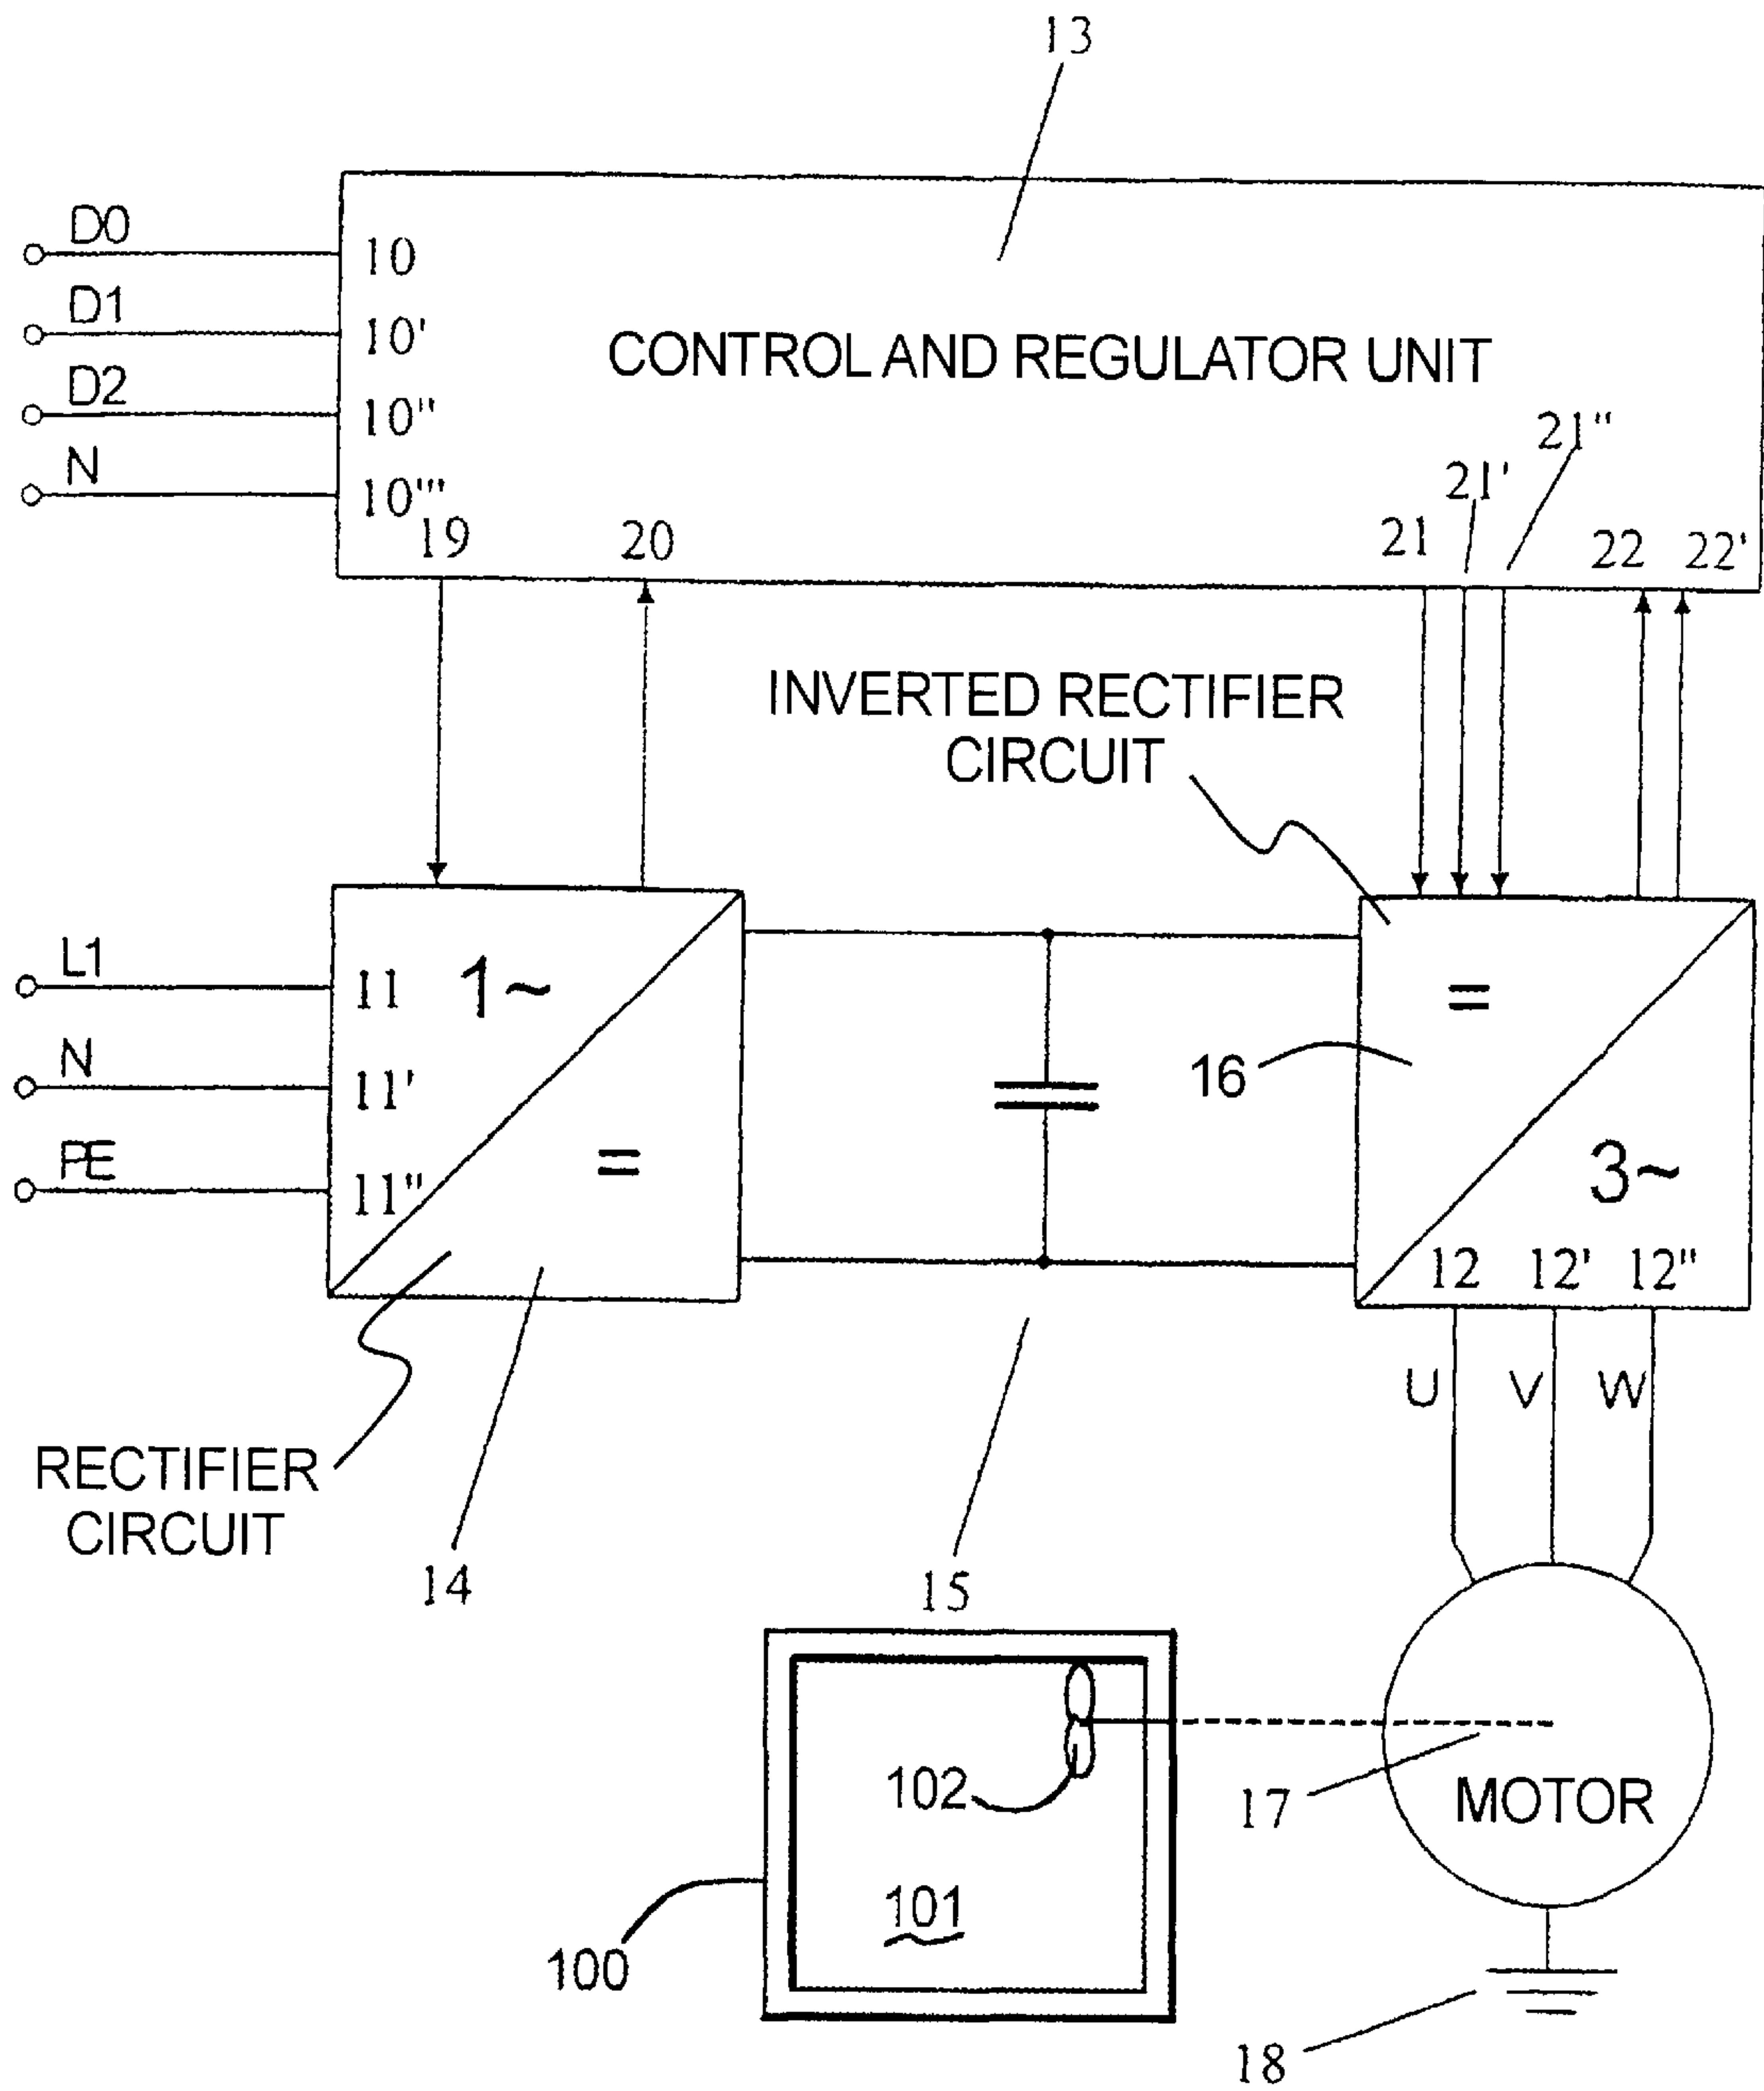 13
D0
10
D1
10'
CONTROL AND REGULATOR UNIT
D2
10"
21"
N
10'"
21'
19
20
21
22
22'
INVERTED RECTIFIER
CIRCUIT
L1
11
1~
=
N
11'
16
PE
11"
=
3~
12
12'
12"
U
V
W
RECTIFIER
CIRCUIT
14
15
102
17
MOTOR
101
100
18